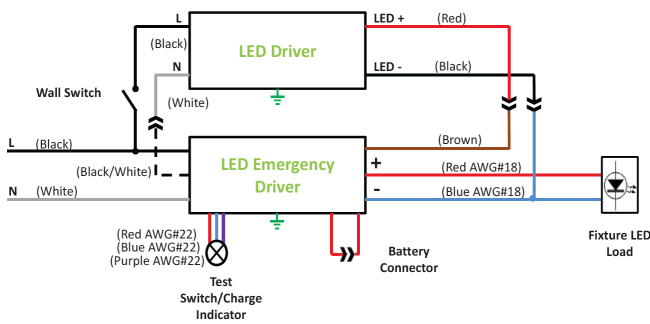 L
LED +
(Red)
(Black)
LED Driver
N
LED -
(Black)
Wall Switch
(White)
L
(Black)
(Brown)
(Black/White)
LED Emergency
Driver
+
(Red AWG#18)
N
(White)
-
(Blue AWG#18)
(Red AWG#22)
(Blue AWG#22)
(Purple AWG#22)
Fixture LED
Load
Battery
Connector
Test
Switch/Charge
Indicator